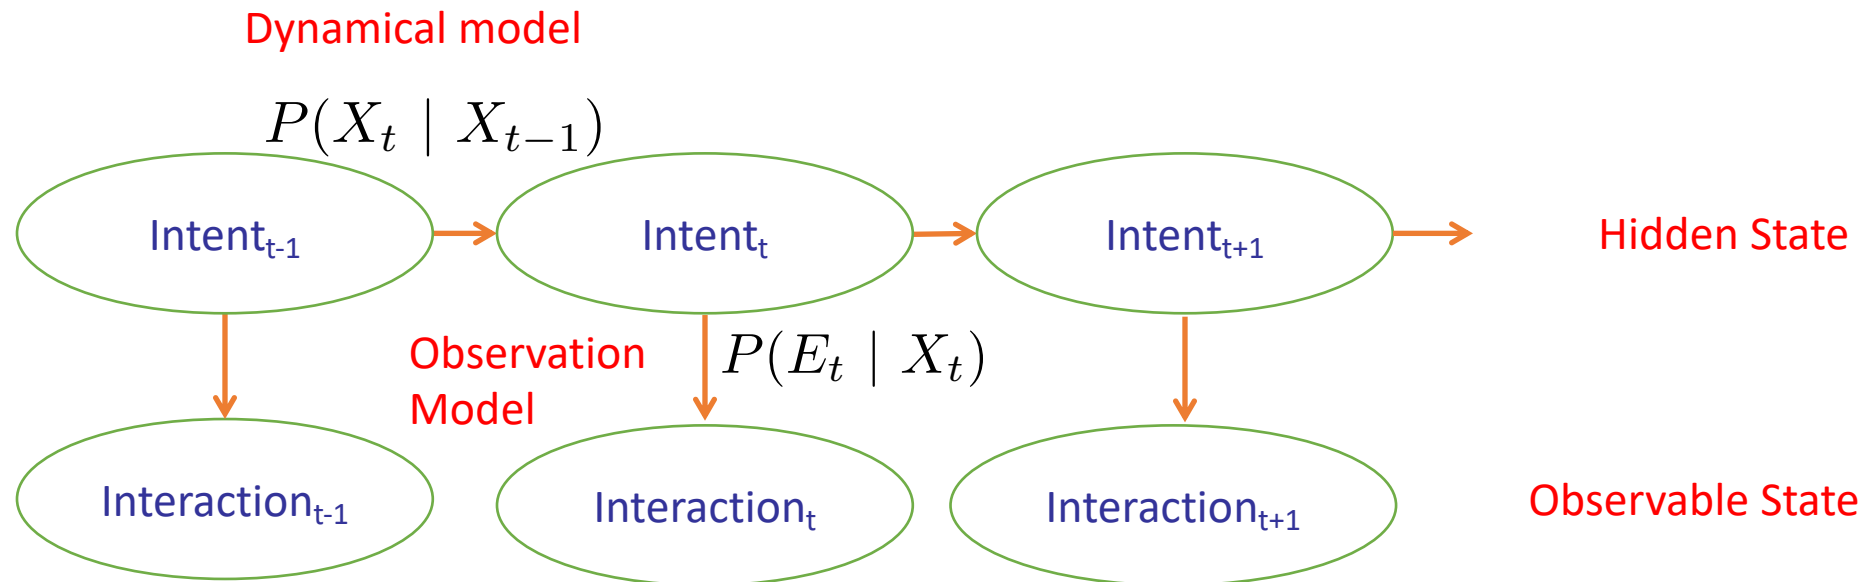 Dynamical model
P(X_t | X_{t−1})
Intent_{t-1}
Intent_t
Intent_{t+1}
Hidden State
Observation
Model
P(E_t | X_t)
Interaction_{t-1}
Interaction_t
Interaction_{t+1}
Observable State